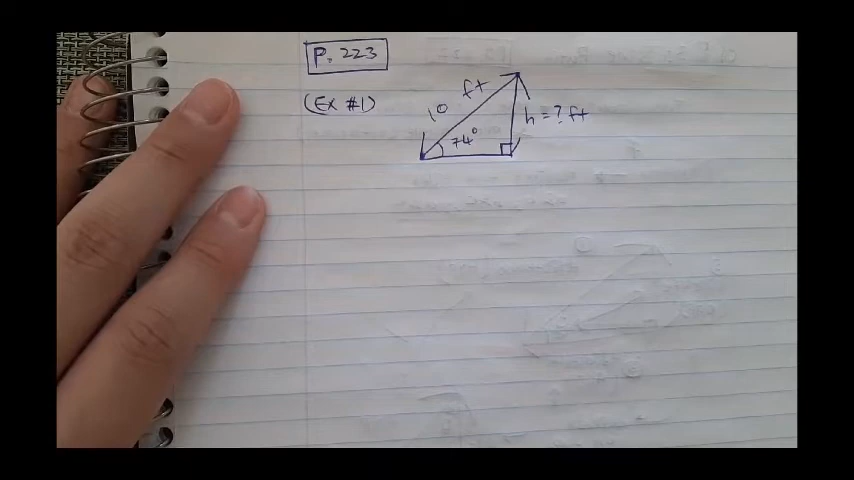 P. 223
(Ex #1)
10 ft
h = ? ft
74°